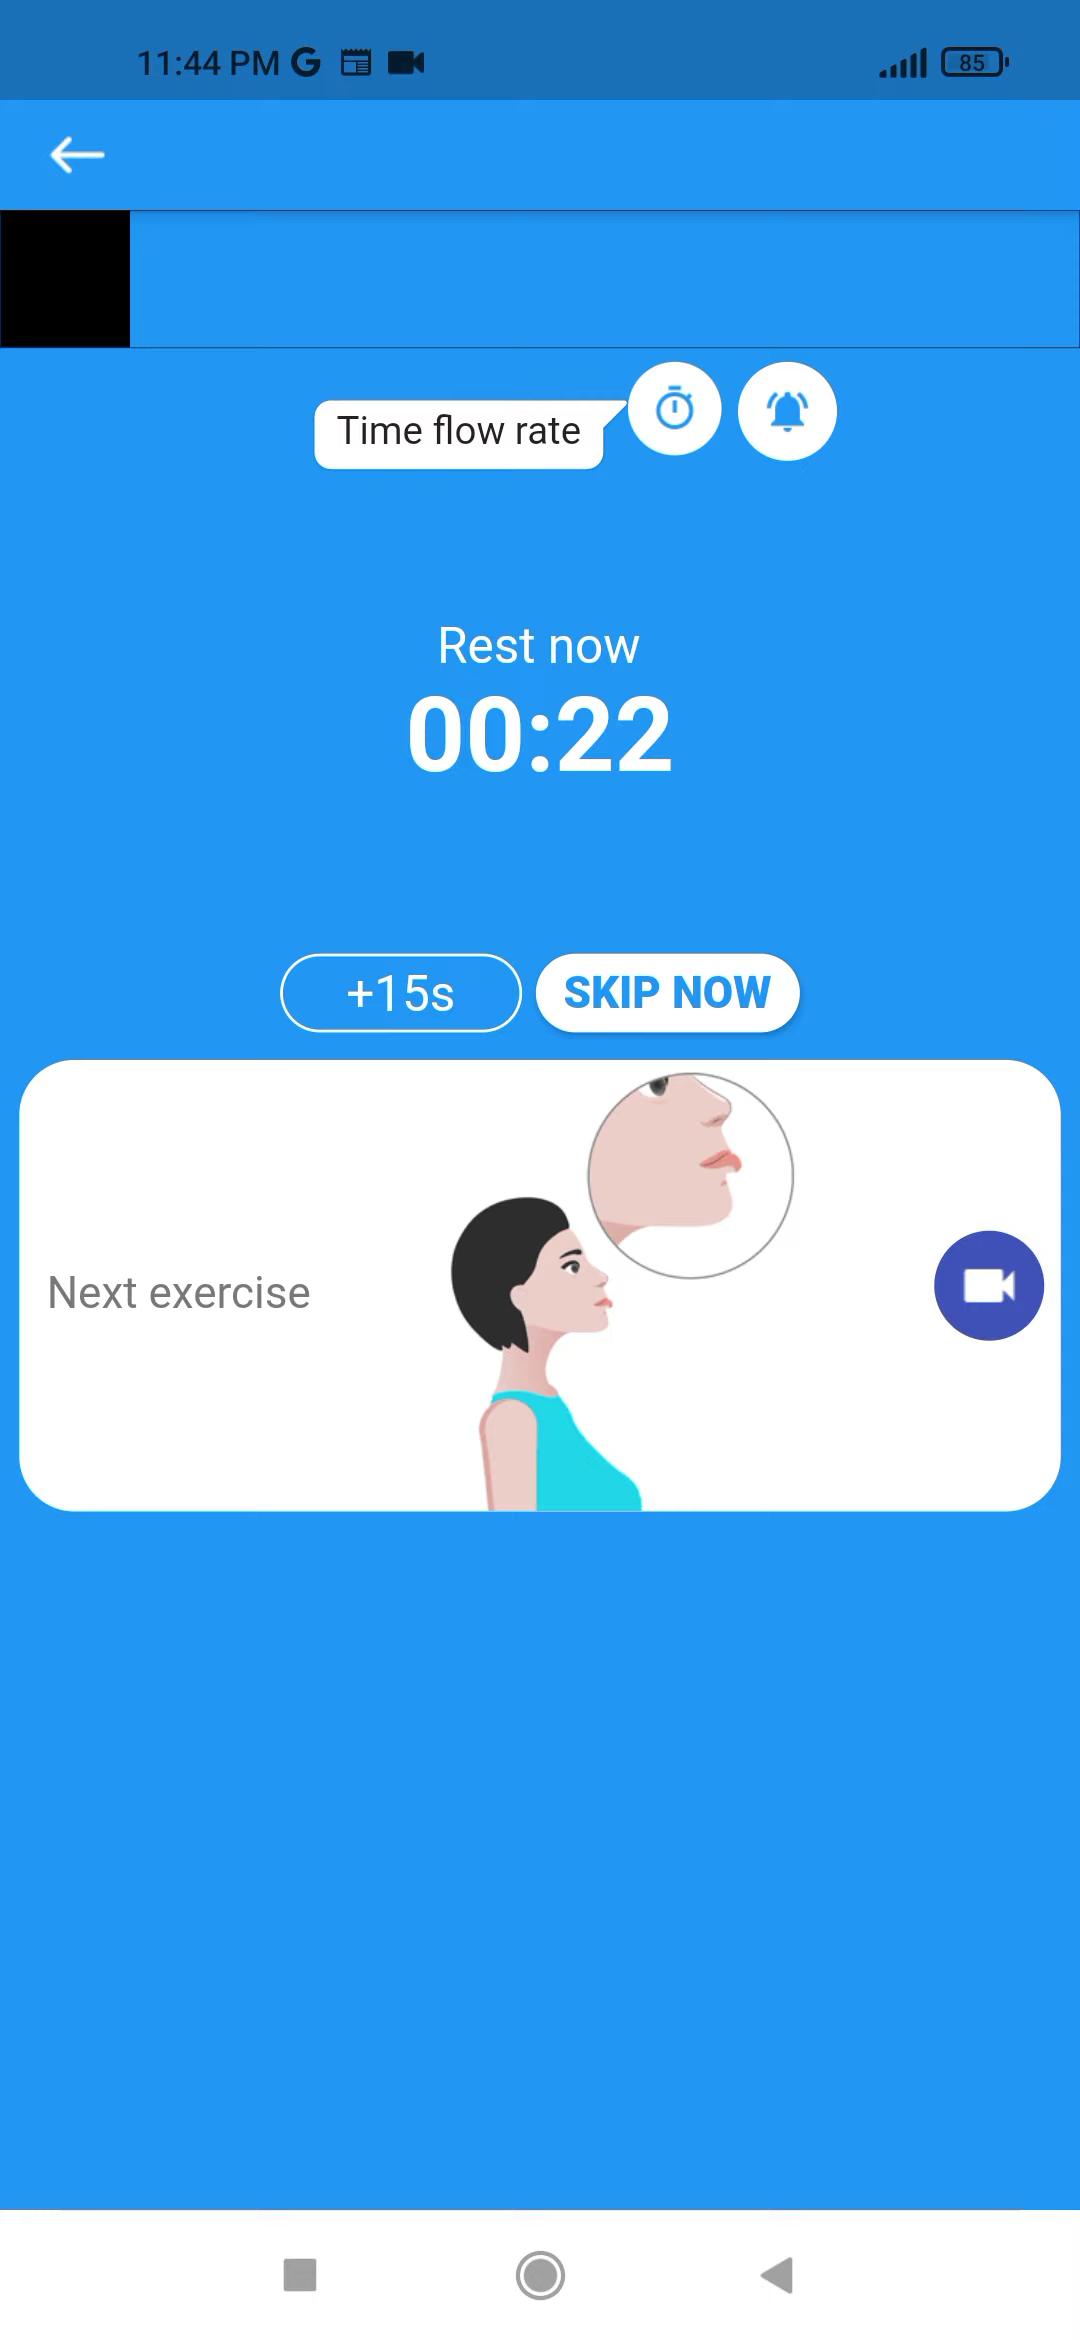 11:44 PM
85
Time flow rate
Rest now
00:22
+15s
SKIP NOW
Next exercise